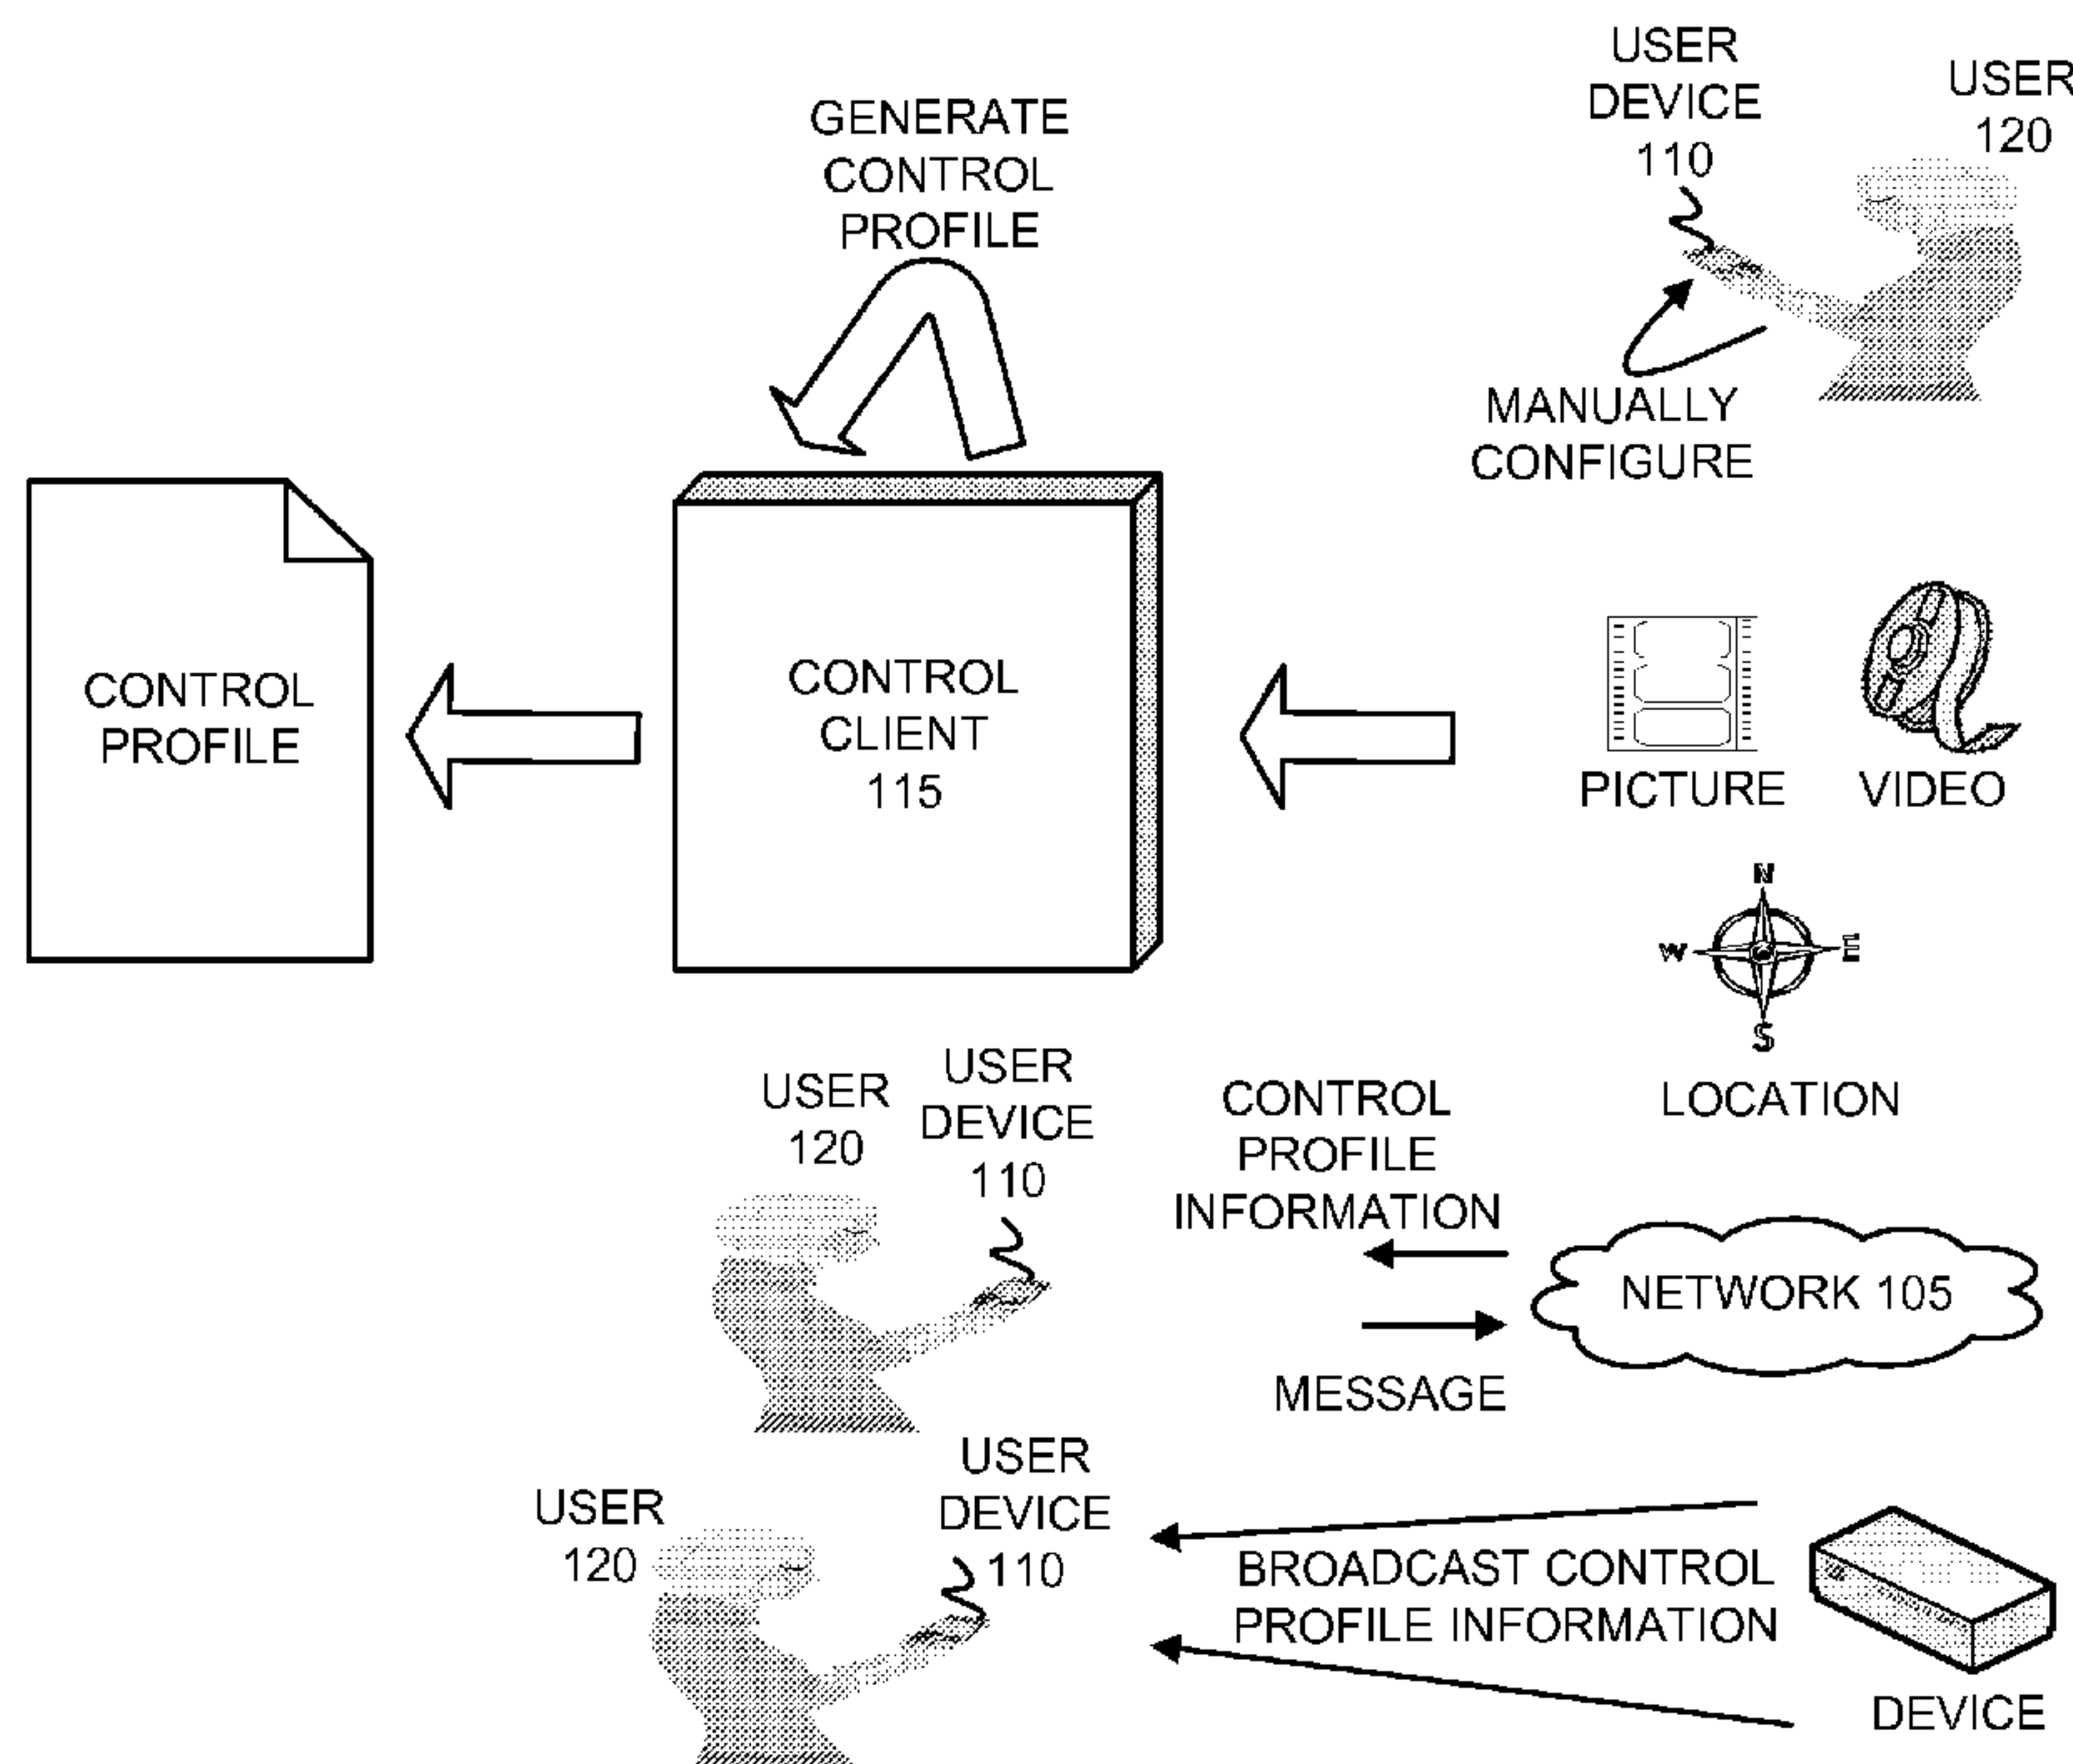 USER
DEVICE
110
USER
120
GENERATE
CONTROL
PROFILE
MANUALLY
CONFIGURE
CONTROL
PROFILE
CONTROL
CLIENT
115
PICTURE
VIDEO
N
W
E
S
LOCATION
USER
120
USER
DEVICE
110
CONTROL
PROFILE
INFORMATION
NETWORK 105
MESSAGE
USER
120
USER
DEVICE
110
BROADCAST CONTROL
PROFILE INFORMATION
DEVICE